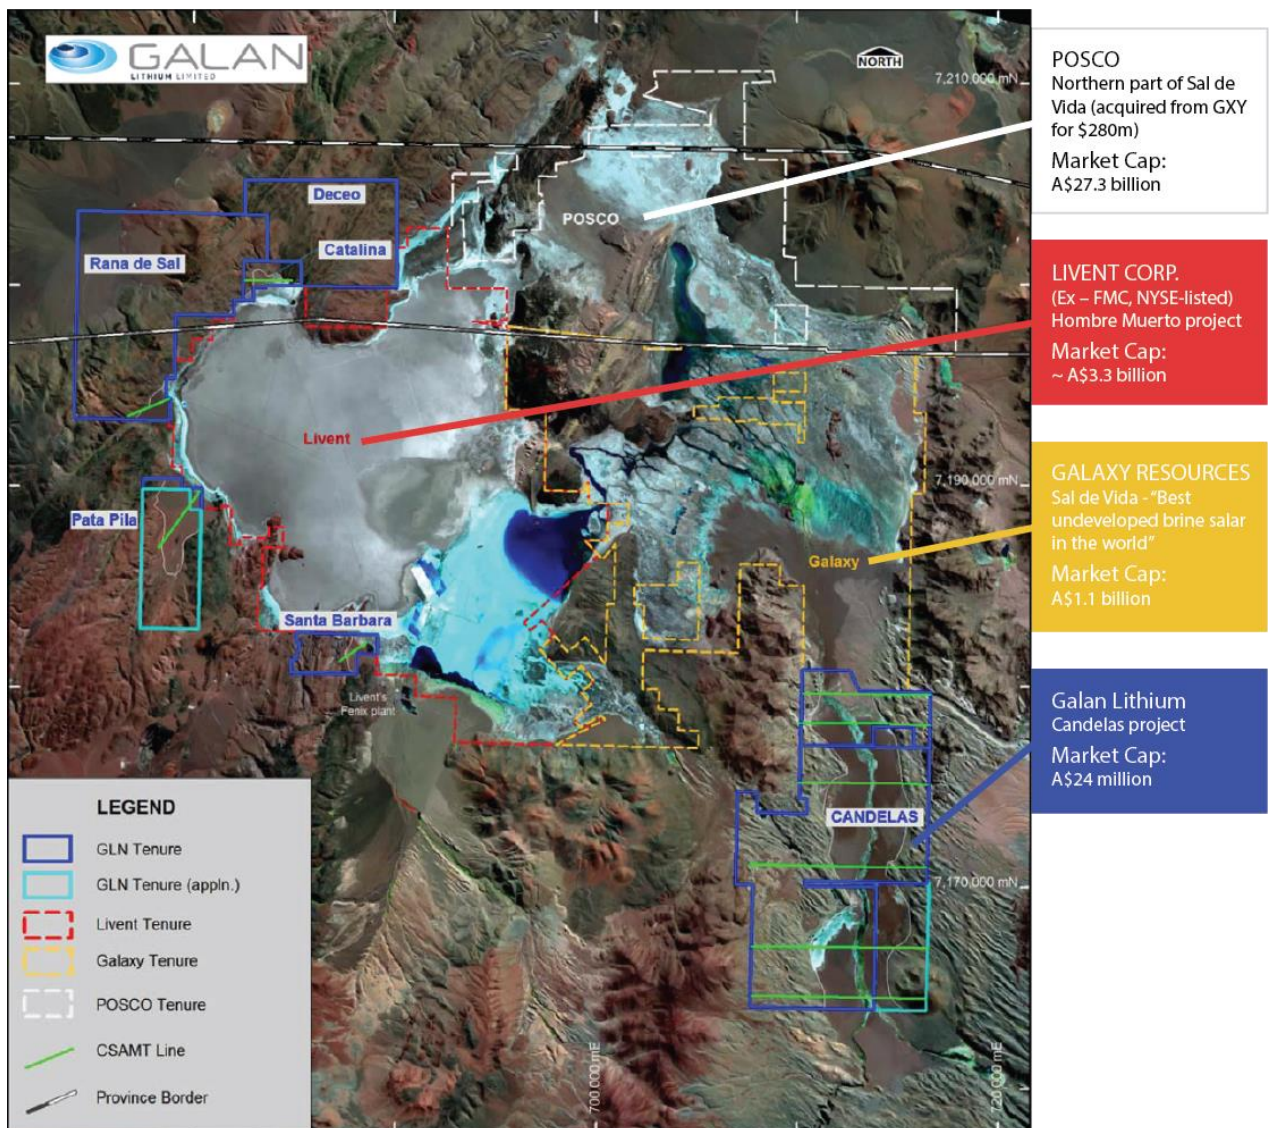 GALAN
LITHIUM LIMITED
NORTH
7,210,000 mN
Deceo
Catalina
Rana de Sal
POSCO
Livent
7,190,000 mN
Pata Pila
Galaxy
Santa Barbara
Livent's
Fenix plant
CANDELAS
7,170,000 mN
700 000 mE
720 000 mE
LEGEND
GLN Tenure
GLN Tenure (appln.)
Livent Tenure
Galaxy Tenure
POSCO Tenure
CSAMT Line
Province Border
POSCO
Northern part of Sal de
Vida (acquired from GXY
for $280m)
Market Cap:
A$27.3 billion
LIVENT CORP.
(Ex – FMC, NYSE-listed)
Hombre Muerto project
Market Cap:
~ A$3.3 billion
GALAXY RESOURCES
Sal de Vida - “Best
undeveloped brine salar
in the world”
Market Cap:
A$1.1 billion
Galan Lithium
Candelas project
Market Cap:
A$24 million